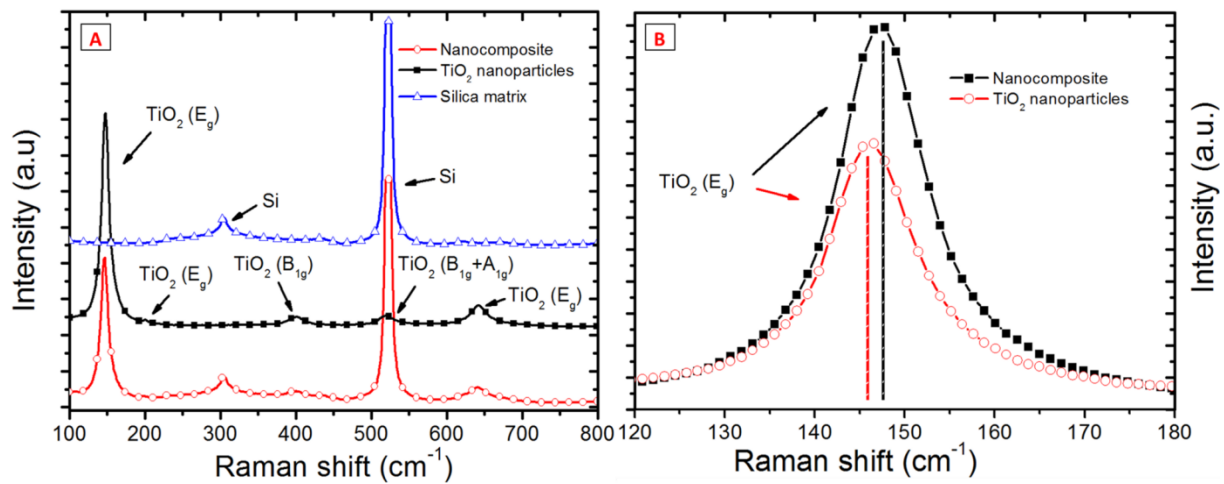 A
Nanocomposite
TiO2 nanoparticles
Silica matrix
TiO2 (Eg)
Si
Si
TiO2 (Eg)
TiO2 (B1g)
TiO2 (B1g+A1g)
TiO2 (Eg)
Intensity (a.u)
100 200 300 400 500 600 700 800
Raman shift (cm-1)
B
Nanocomposite
TiO2 nanoparticles
TiO2 (Eg)
Intensity (a.u.)
120 130 140 150 160 170 180
Raman shift (cm-1)